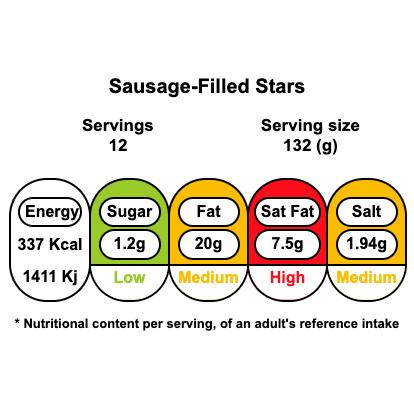 Sausage-Filled Stars
Servings
12
Serving size
132 (g)
Energy
337 Kcal
1411 Kj
Sugar
1.2g
Low
Fat
20g
Medium
Sat Fat
7.5g
High
Salt
1.94g
Medium
* Nutritional content per serving, of an adult's reference intake